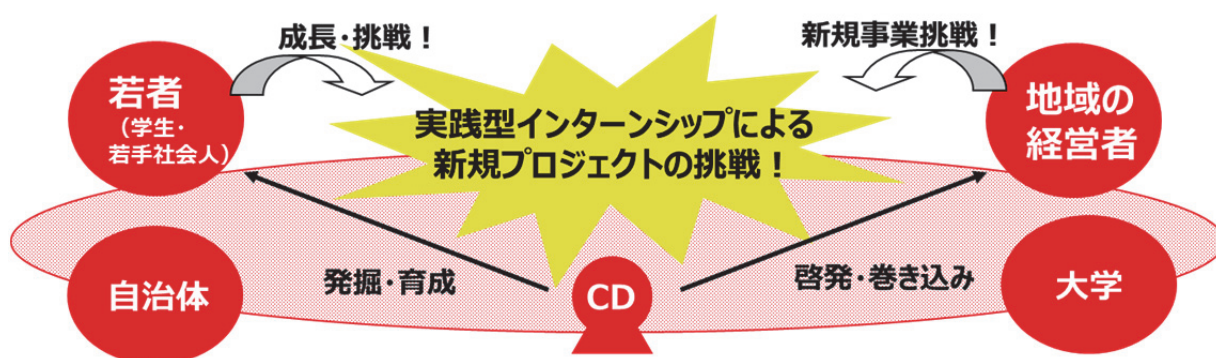 成長・挑戦！
新規事業挑戦！
若者
（学生・
若手社会人）
実践型インターンシップによる
新規プロジェクトの挑戦！
地域の
経営者
自治体
発掘・育成
CD
啓発・巻き込み
大学